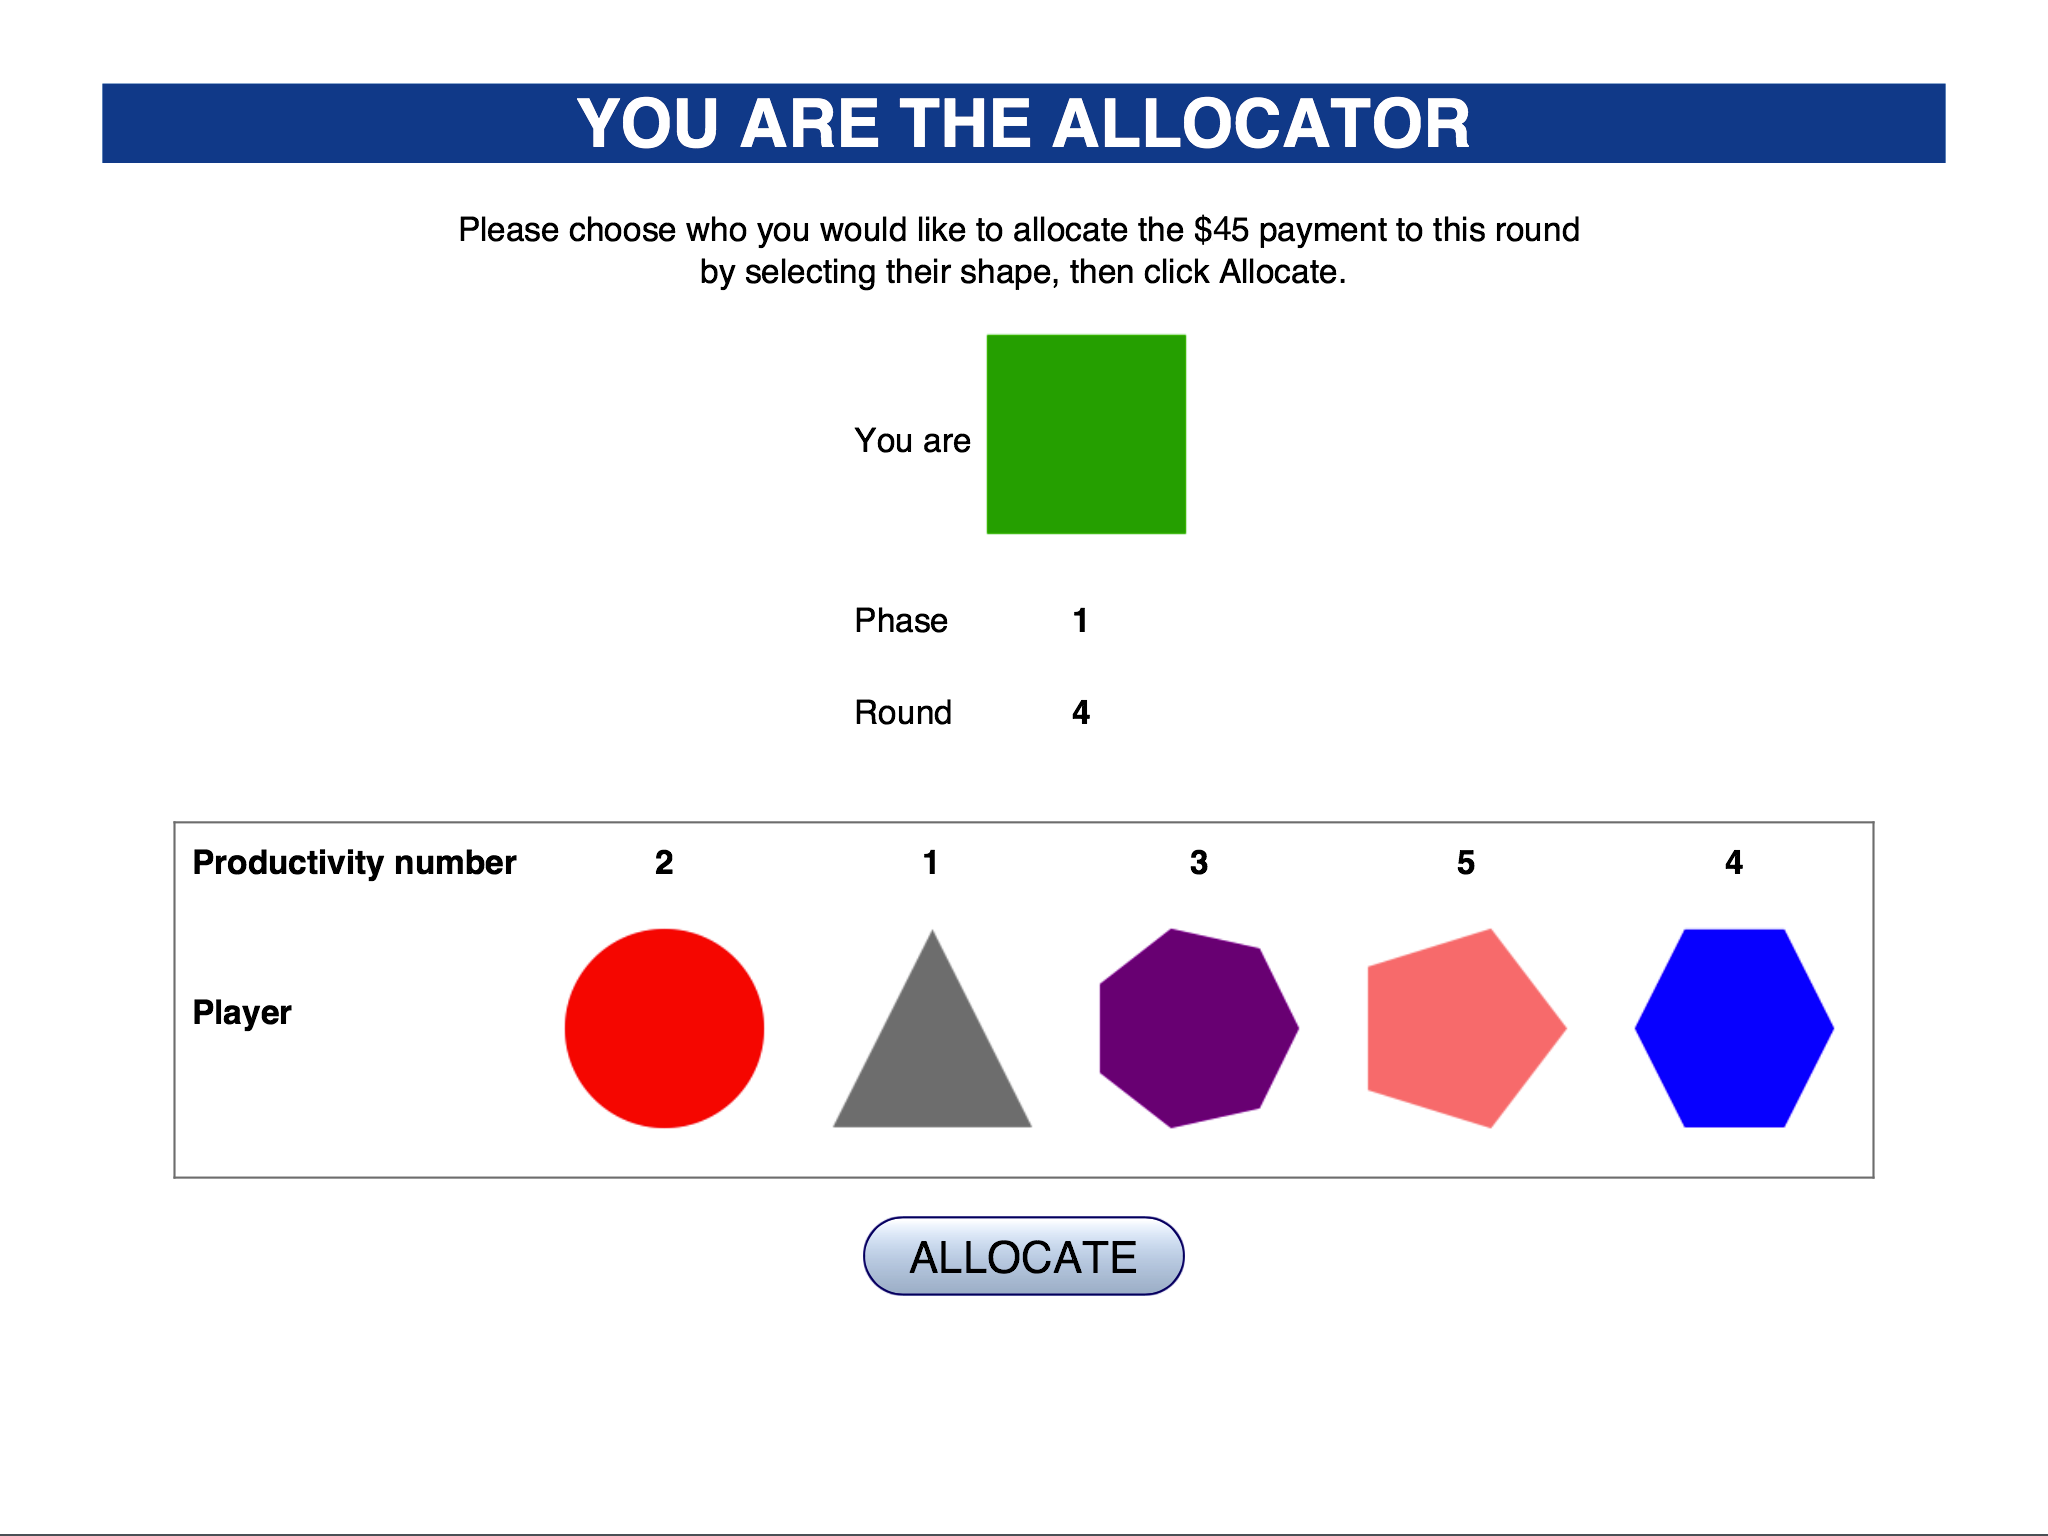 YOU ARE THE ALLOCATOR
Please choose who you would like to allocate the $45 payment to this round
by selecting their shape, then click Allocate.
You are
Phase 1
Round 4
Productivity number 2 1 3 5 4
Player
ALLOCATE